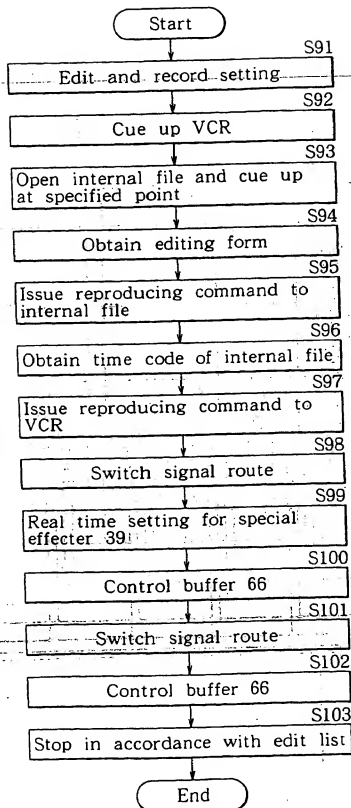 Start
S91
Edit and record setting
S92
Cue up VCR
S93
Open internal file and cue up
at specified point
S94
Obtain editing form
S95
Issue reproducing command to
internal file
S96
Obtain time code of internal file
S97
Issue reproducing command to
VCR
S98
Switch signal route
S99
Real time setting for special
effecter 39
S100
Control buffer 66
S101
Switch signal route
S102
Control buffer 66
S103
Stop in accordance with edit list
End